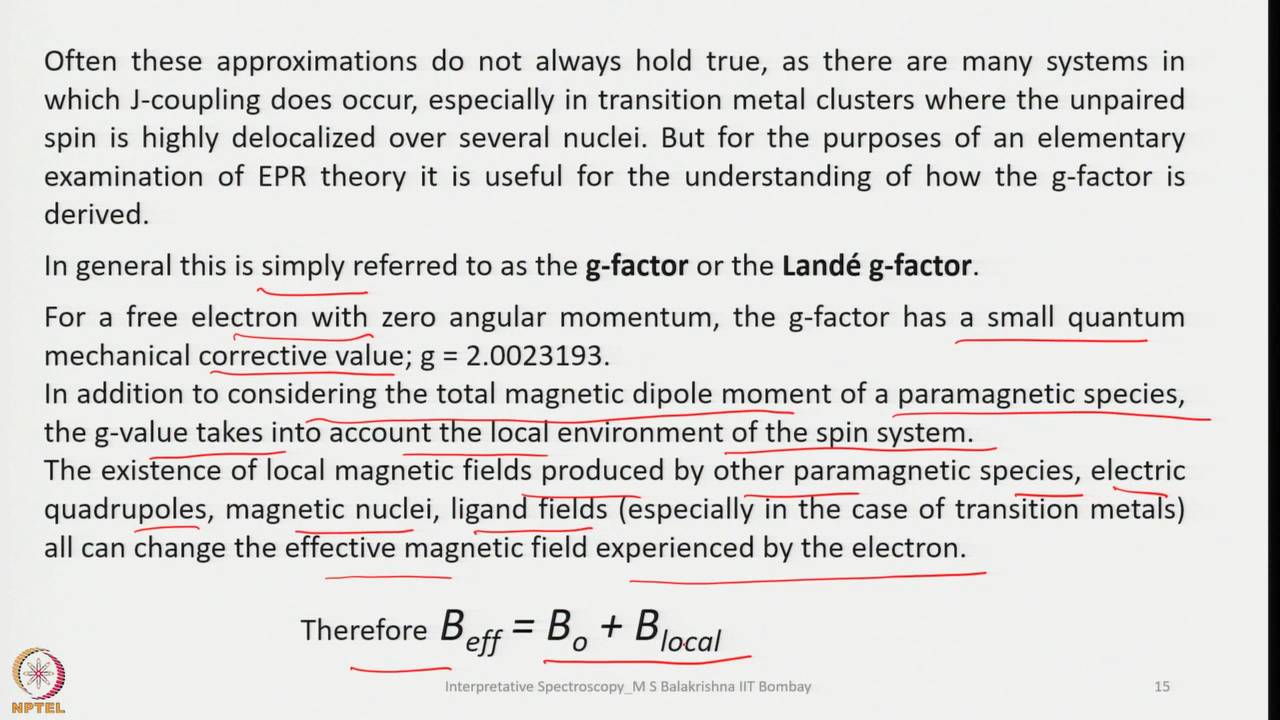 Often these approximations do not always hold true, as there are many systems in
which J-coupling does occur, especially in transition metal clusters where the unpaired
spin is highly delocalized over several nuclei. But for the purposes of an elementary
examination of EPR theory it is useful for the understanding of how the g-factor is
derived.
In general this is simply referred to as the g-factor or the Landé g-factor.
For a free electron with zero angular momentum, the g-factor has a small quantum
mechanical corrective value; g = 2.0023193.
In addition to considering the total magnetic dipole moment of a paramagnetic species,
the g-value takes into account the local environment of the spin system.
The existence of local magnetic fields produced by other paramagnetic species, electric
quadrupoles, magnetic nuclei, ligand fields (especially in the case of transition metals)
all can change the effective magnetic field experienced by the electron.
Therefore B_eff = B_o + B_local
Interpretative Spectroscopy_M S Balakrishna IIT Bombay
15
NPTEL